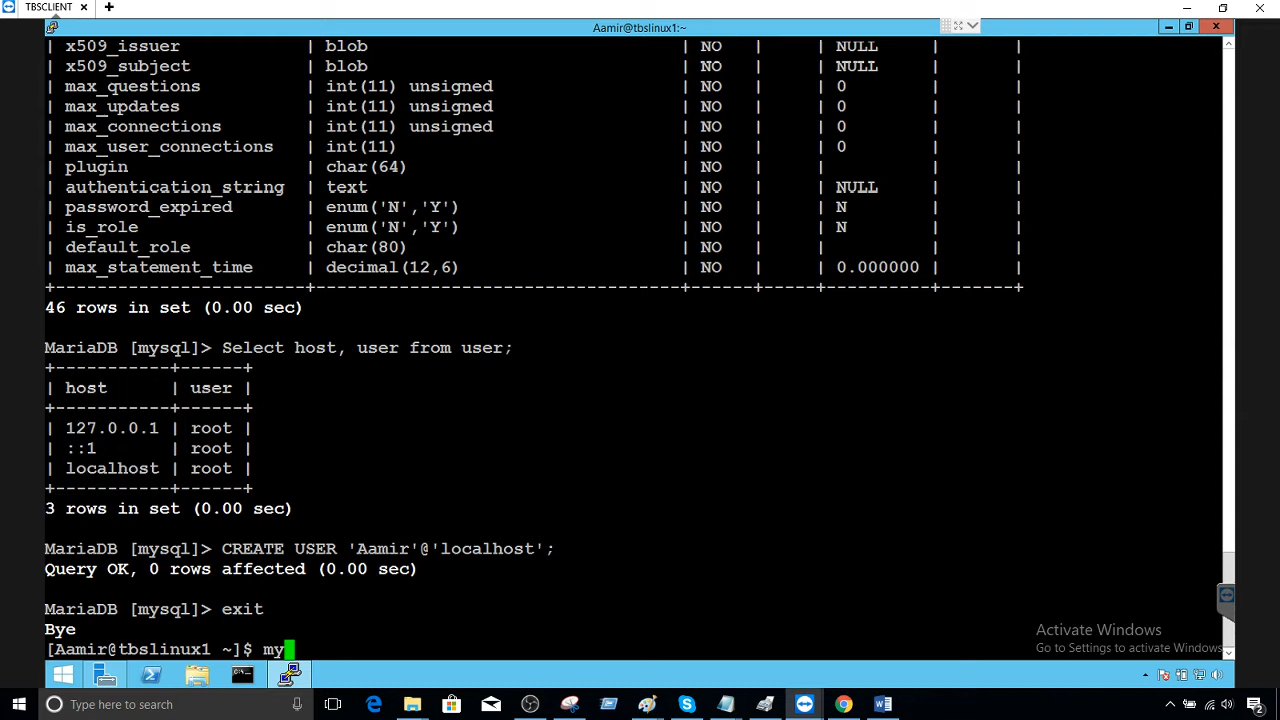 TBSCLIENT
Aamir@tbslinux1:~
| x509_issuer | blob | NO | | NULL | |
| x509_subject | blob | NO | | NULL | |
| max_questions | int(11) unsigned | NO | | 0 | |
| max_updates | int(11) unsigned | NO | | 0 | |
| max_connections | int(11) unsigned | NO | | 0 | |
| max_user_connections | int(11) | NO | | 0 | |
| plugin | char(64) | NO | | | |
| authentication_string | text | NO | | NULL | |
| password_expired | enum('N','Y') | NO | | N | |
| is_role | enum('N','Y') | NO | | N | |
| default_role | char(80) | NO | | | |
| max_statement_time | decimal(12,6) | NO | | 0.000000 | |
+------------------------+-----------------------------------+------+-----+----------+-------+
46 rows in set (0.00 sec)
MariaDB [mysql]> Select host, user from user;
+-----------+------+
| host | user |
+-----------+------+
| 127.0.0.1 | root |
| ::1 | root |
| localhost | root |
+-----------+------+
3 rows in set (0.00 sec)
MariaDB [mysql]> CREATE USER 'Aamir'@'localhost';
Query OK, 0 rows affected (0.00 sec)
MariaDB [mysql]> exit
Bye
[Aamir@tbslinux1 ~]$ my
Activate Windows
Go to Settings to activate Windows.
Type here to search
2